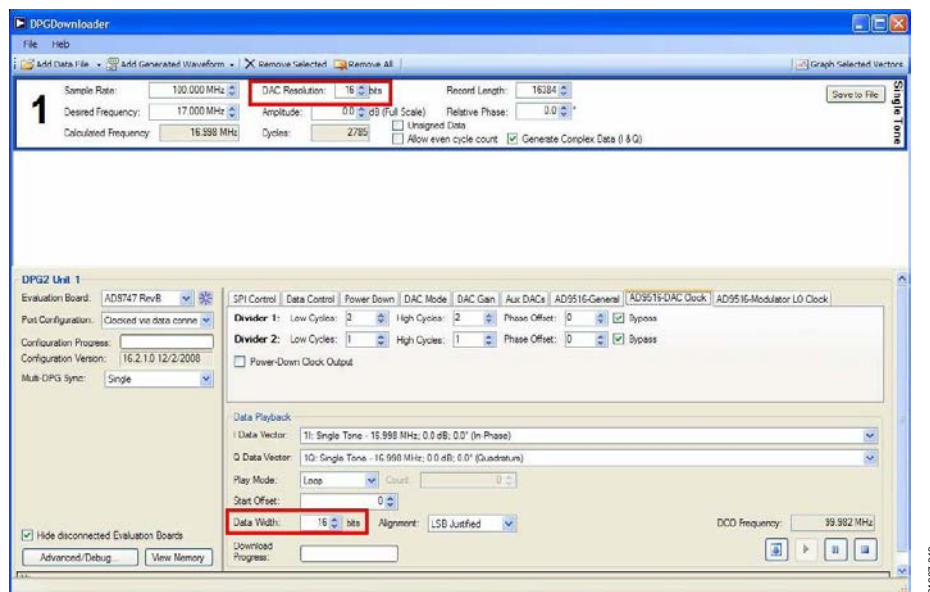 DPGDownloader
File Help
Add Data File Add Generated Waveform Remove Selected Remove All Graph Selected Vectors
1
Sample Rate: 100.000 MHz DAC Resolution: 16 bits Record Length: 16384 Save to File
Desired Frequency: 17.000 MHz Amplitude: 0.0 dB (Full Scale) Relative Phase: 0.0 °
Calculated Frequency: 16.998 MHz Cycles: 2785 Unsigned Data
Allow even cycle count Generate Complex Data (I & Q)
Single Tone
DPG2 Unit 1
Evaluation Board: AD9747 RevB
Port Configuration: Clocked via data conne
Configuration Progress:
Configuration Version: 16.2.1.0 12/2/2008
Multi-DPG Sync: Single
SPI Control Data Control Power Down DAC Mode DAC Gain Aux DACs AD9516-General AD9516-DAC Clock AD9516-Modulator LO Clock
Divider 1: Low Cycles: 2 High Cycles: 2 Phase Offset: 0 Bypass
Divider 2: Low Cycles: 1 High Cycles: 1 Phase Offset: 0 Bypass
Power-Down Clock Output
Data Playback
I Data Vector: 1I: Single Tone - 16.998 MHz; 0.0 dB; 0.0° (In-Phase)
Q Data Vector: 1Q: Single Tone - 16.998 MHz; 0.0 dB; 0.0° (Quadrature)
Play Mode: Loop Count: 0
Start Offset: 0
Data Width: 16 bits Alignment: LSB Justified DCO Frequency: 99.982 MHz
Download Progress:
Hide disconnected Evaluation Boards
Advanced/Debug... View Memory